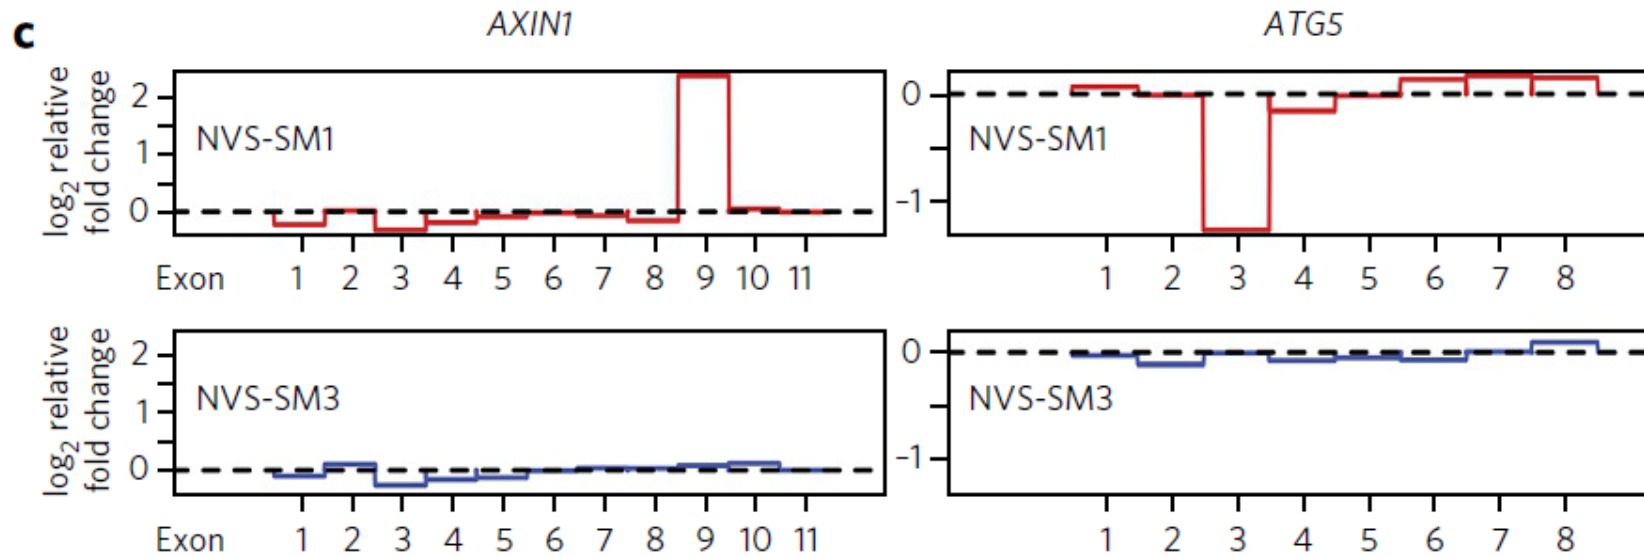 c
AXIN1
ATG5
log2 relative
fold change
2
1
0
NVS-SM1
Exon 1 2 3 4 5 6 7 8 9 10 11
0
-1
NVS-SM1
1 2 3 4 5 6 7 8
log2 relative
fold change
2
1
0
NVS-SM3
Exon 1 2 3 4 5 6 7 8 9 10 11
0
-1
NVS-SM3
1 2 3 4 5 6 7 8